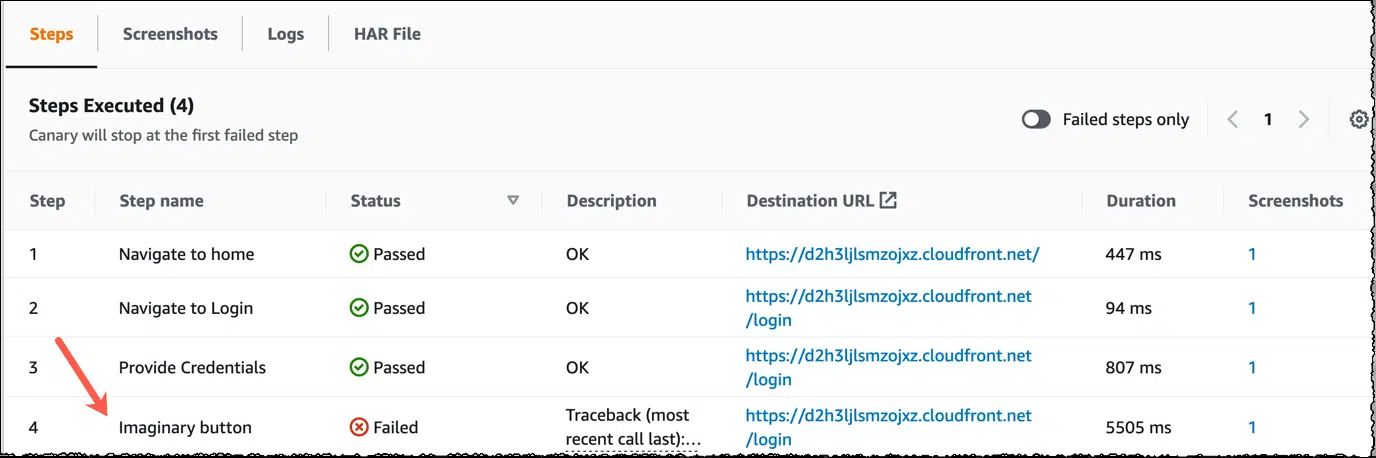 Steps
Screenshots
Logs
HAR File
Steps Executed (4)
Canary will stop at the first failed step
Failed steps only
1
Step
Step name
Status
Description
Destination URL
Duration
Screenshots
1
Navigate to home
Passed
OK
https://d2h3ljlsmzojxz.cloudfront.net/
447 ms
1
2
Navigate to Login
Passed
OK
https://d2h3ljlsmzojxz.cloudfront.net
/login
94 ms
1
3
Provide Credentials
Passed
OK
https://d2h3ljlsmzojxz.cloudfront.net
/login
807 ms
1
4
Imaginary button
Failed
Traceback (most
recent call last):...
https://d2h3ljlsmzojxz.cloudfront.net
/login
5505 ms
1